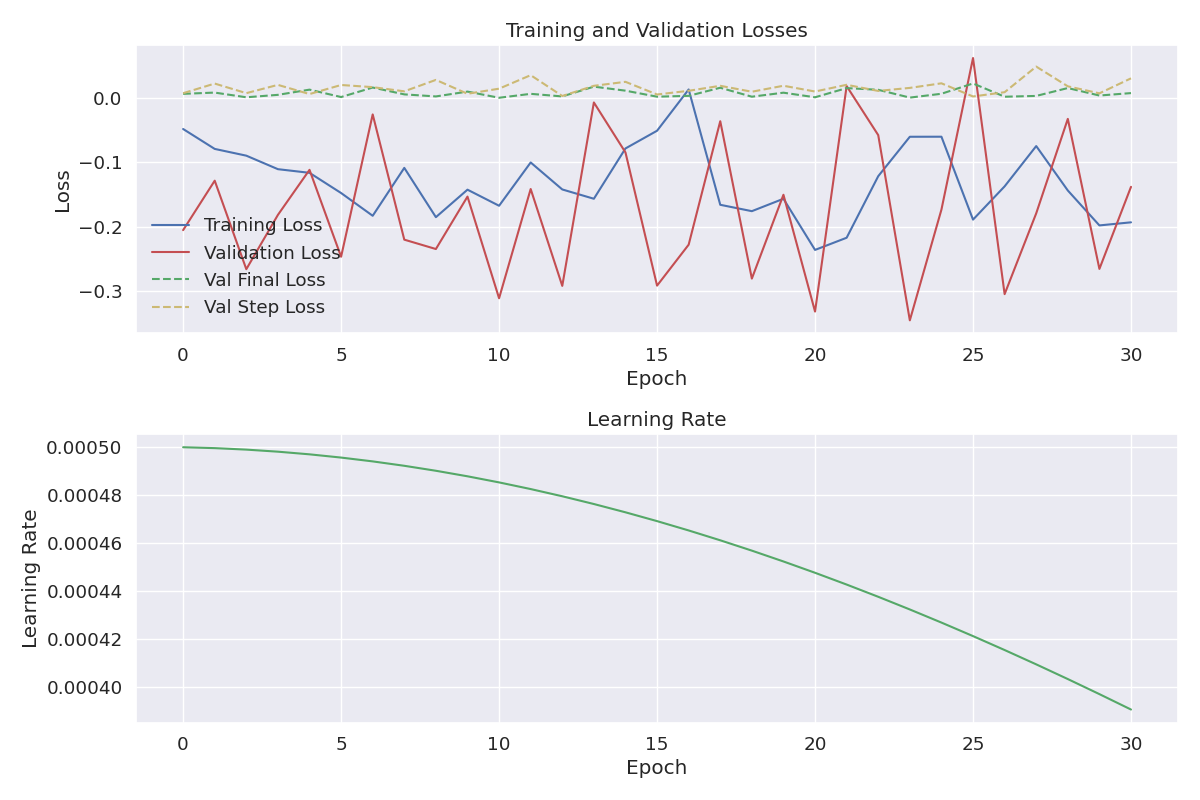 Training and Validation Losses
Loss
0.0
−0.1
−0.2
−0.3
Training Loss
Validation Loss
Val Final Loss
Val Step Loss
0 5 10 15 20 25 30
Epoch
Learning Rate
Learning Rate
0.00050
0.00048
0.00046
0.00044
0.00042
0.00040
0 5 10 15 20 25 30
Epoch